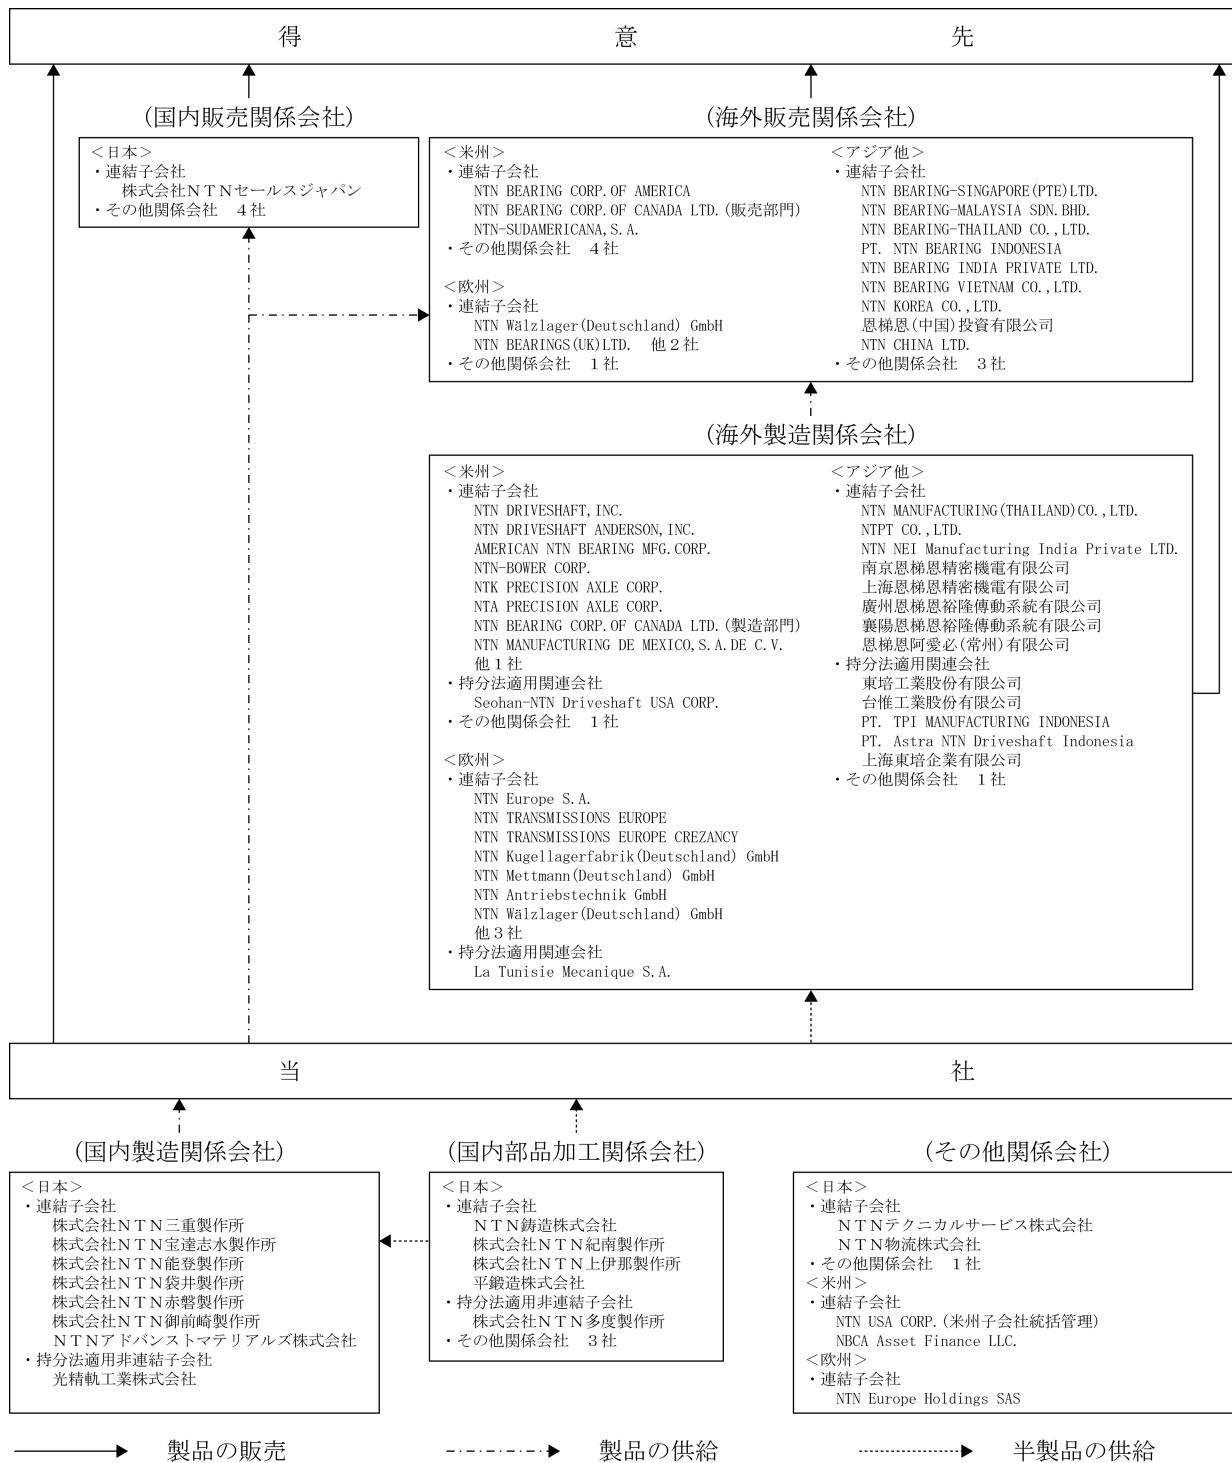 得意先
(国内販売関係会社)
＜日本＞
・連結子会社
株式会社ＮＴＮセールスジャパン
・その他関係会社　４社
(海外販売関係会社)
＜米州＞
・連結子会社
NTN BEARING CORP.OF AMERICA
NTN BEARING CORP.OF CANADA LTD.(販売部門)
NTN-SUDAMERICANA,S.A.
・その他関係会社　４社
＜欧州＞
・連結子会社
NTN Wälzlager(Deutschland) GmbH
NTN BEARINGS(UK)LTD.　他２社
・その他関係会社　１社
＜アジア他＞
・連結子会社
NTN BEARING-SINGAPORE(PTE)LTD.
NTN BEARING-MALAYSIA SDN.BHD.
NTN BEARING-THAILAND CO.,LTD.
PT. NTN BEARING INDONESIA
NTN BEARING INDIA PRIVATE LTD.
NTN BEARING VIETNAM CO.,LTD.
NTN KOREA CO.,LTD.
恩梯恩(中国)投資有限公司
NTN CHINA LTD.
・その他関係会社　３社
(海外製造関係会社)
＜米州＞
・連結子会社
NTN DRIVESHAFT,INC.
NTN DRIVESHAFT ANDERSON,INC.
AMERICAN NTN BEARING MFG.CORP.
NTN-BOWER CORP.
NTK PRECISION AXLE CORP.
NTA PRECISION AXLE CORP.
NTN BEARING CORP.OF CANADA LTD.(製造部門)
NTN MANUFACTURING DE MEXICO,S.A.DE C.V.
他１社
・持分法適用関連会社
Seohan-NTN Driveshaft USA CORP.
・その他関係会社　１社
＜欧州＞
・連結子会社
NTN Europe S.A.
NTN TRANSMISSIONS EUROPE
NTN TRANSMISSIONS EUROPE CREZANCY
NTN Kugellagerfabrik(Deutschland) GmbH
NTN Mettmann(Deutschland) GmbH
NTN Antriebstechnik GmbH
NTN Wälzlager(Deutschland) GmbH
他３社
・持分法適用関連会社
La Tunisie Mecanique S.A.
＜アジア他＞
・連結子会社
NTN MANUFACTURING(THAILAND)CO.,LTD.
NTPT CO.,LTD.
NTN NEI Manufacturing India Private LTD.
南京恩梯恩精密機電有限公司
上海恩梯恩精密機電有限公司
廣州恩梯恩裕隆傳動系統有限公司
襄陽恩梯恩裕隆傳動系統有限公司
恩梯恩阿愛必(常州)有限公司
・持分法適用関連会社
東培工業股份有限公司
台惟工業股份有限公司
PT. TPI MANUFACTURING INDONESIA
PT. Astra NTN Driveshaft Indonesia
上海東培企業有限公司
・その他関係会社　１社
当社
(国内製造関係会社)
＜日本＞
・連結子会社
株式会社ＮＴＮ三重製作所
株式会社ＮＴＮ宝達志水製作所
株式会社ＮＴＮ能登製作所
株式会社ＮＴＮ袋井製作所
株式会社ＮＴＮ赤磐製作所
株式会社ＮＴＮ御前崎製作所
ＮＴＮアドバンストマテリアルズ株式会社
・持分法適用非連結子会社
光精軌工業株式会社
(国内部品加工関係会社)
＜日本＞
・連結子会社
ＮＴＮ鋳造株式会社
株式会社ＮＴＮ紀南製作所
株式会社ＮＴＮ上伊那製作所
平鍛造株式会社
・持分法適用非連結子会社
株式会社ＮＴＮ多度製作所
・その他関係会社　３社
(その他関係会社)
＜日本＞
・連結子会社
ＮＴＮテクニカルサービス株式会社
ＮＴＮ物流株式会社
・その他関係会社　１社
＜米州＞
・連結子会社
NTN USA CORP.(米州子会社統括管理)
NBCA Asset Finance LLC.
＜欧州＞
・連結子会社
NTN Europe Holdings SAS
製品の販売
製品の供給
半製品の供給